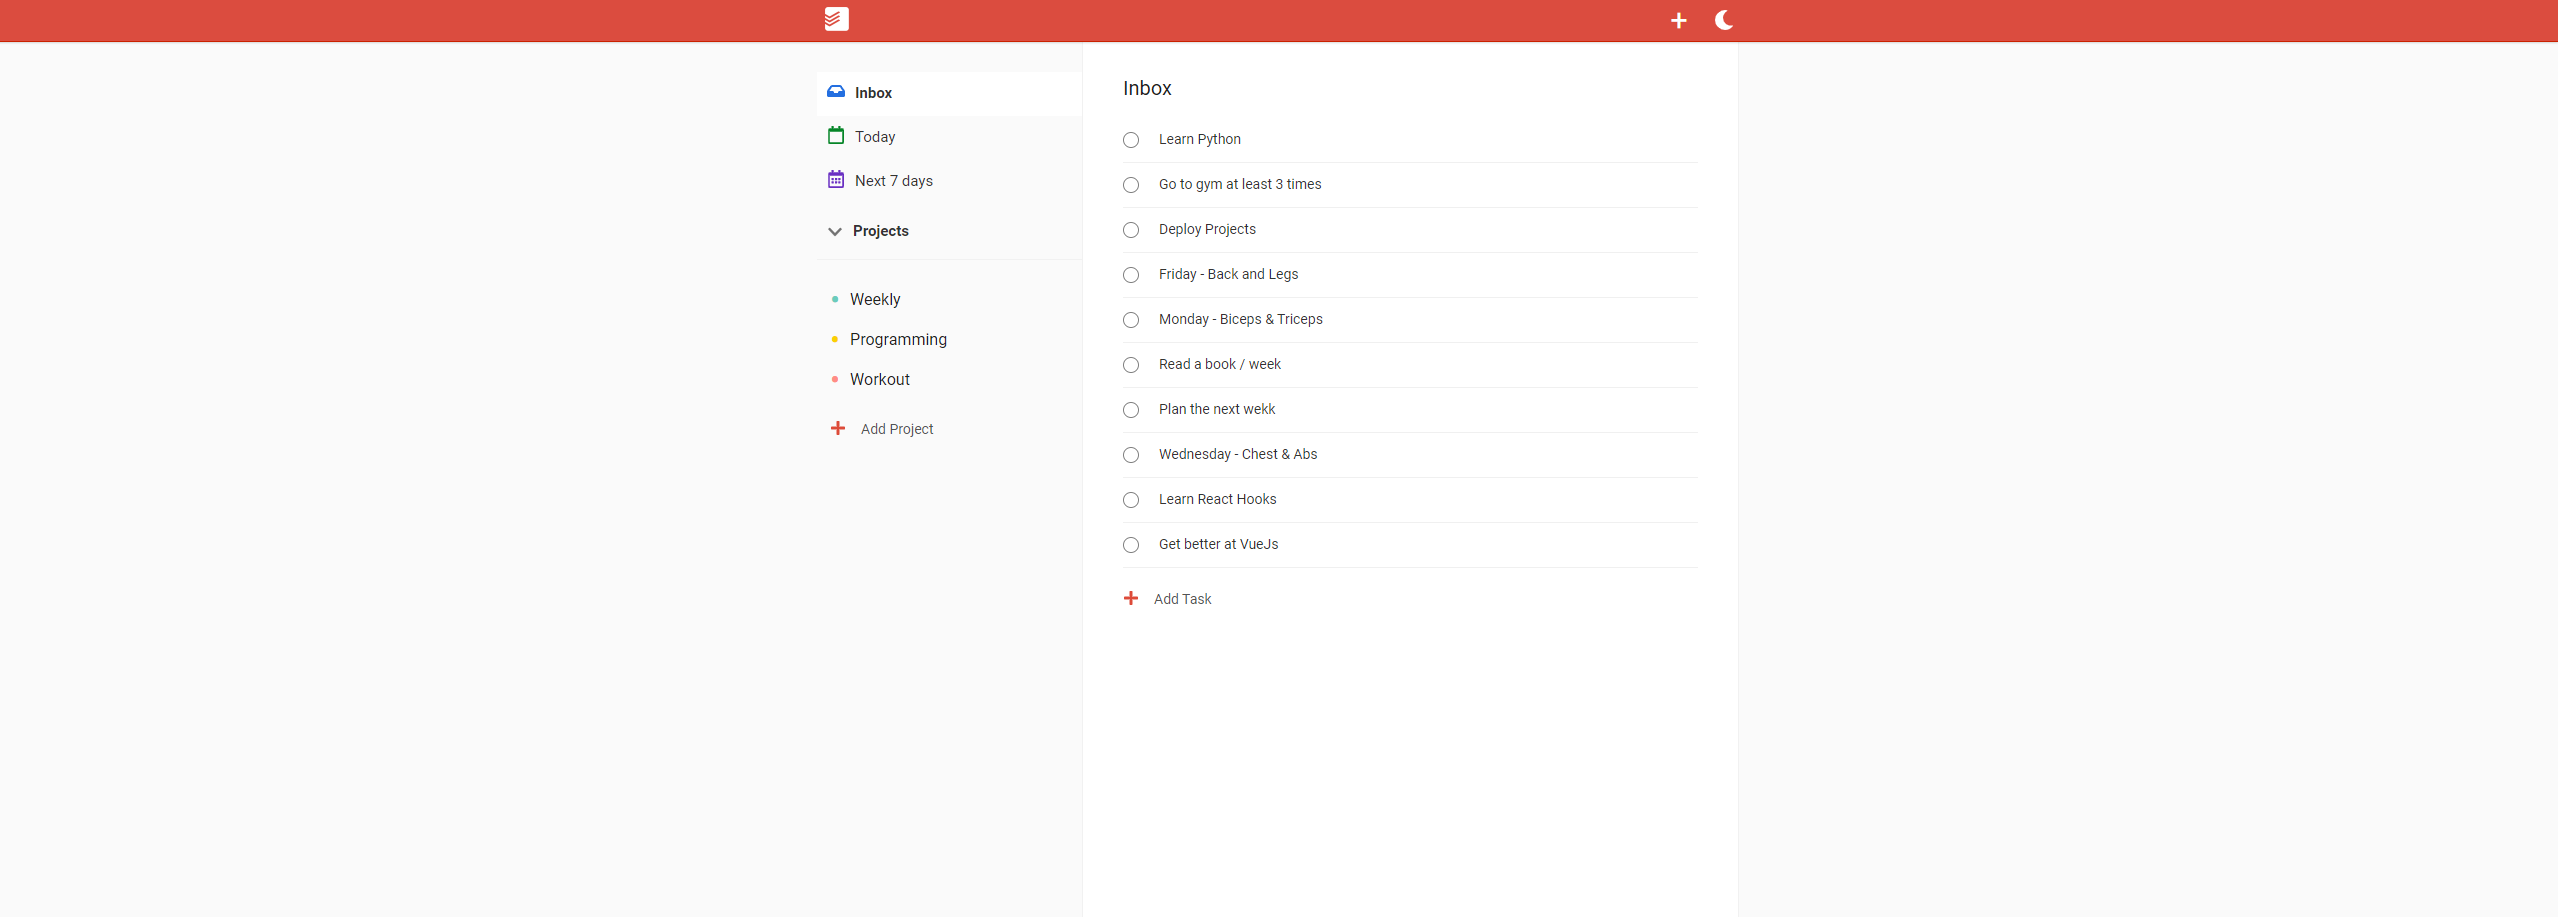 Inbox
Today
Next 7 days
Projects
Weekly
Programming
Workout
Add Project
Inbox
Learn Python
Go to gym at least 3 times
Deploy Projects
Friday - Back and Legs
Monday - Biceps & Triceps
Read a book / week
Plan the next wekk
Wednesday - Chest & Abs
Learn React Hooks
Get better at VueJs
Add Task